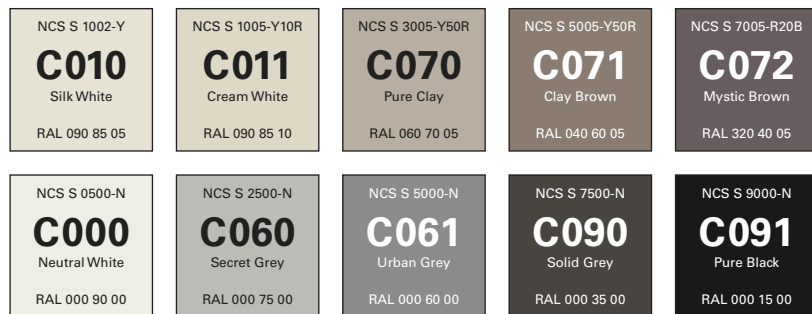 NCS S 1002-Y
C010
Silk White
RAL 090 85 05
NCS S 1005-Y10R
C011
Cream White
RAL 090 85 10
NCS S 3005-Y50R
C070
Pure Clay
RAL 060 70 05
NCS S 5005-Y50R
C071
Clay Brown
RAL 040 60 05
NCS S 7005-R20B
C072
Mystic Brown
RAL 320 40 05
NCS S 0500-N
C000
Neutral White
RAL 000 90 00
NCS S 2500-N
C060
Secret Grey
RAL 000 75 00
NCS S 5000-N
C061
Urban Grey
RAL 000 60 00
NCS S 7500-N
C090
Solid Grey
RAL 000 35 00
NCS S 9000-N
C091
Pure Black
RAL 000 15 00